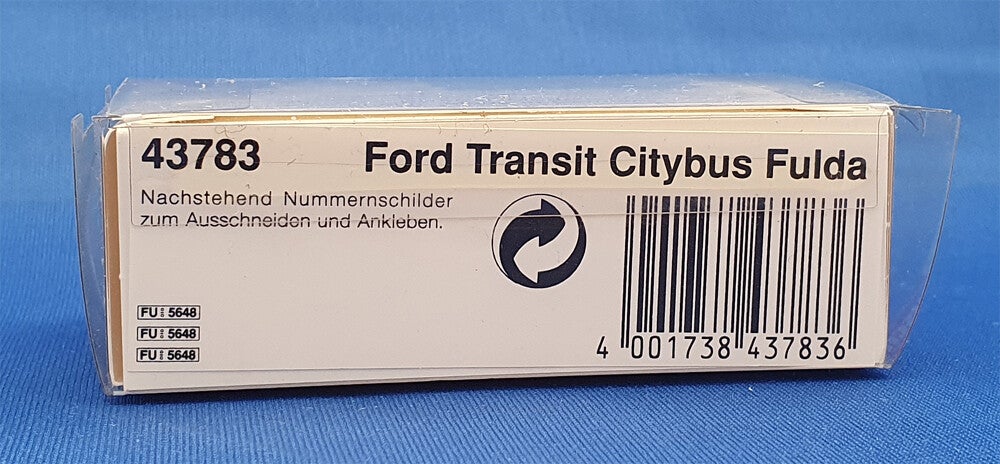 43783 Ford Transit Citybus Fulda
Nachstehend Nummernschilder
zum Ausschneiden und Ankleben.
FU 5648
FU 5648
FU 5648
4 001738 437836